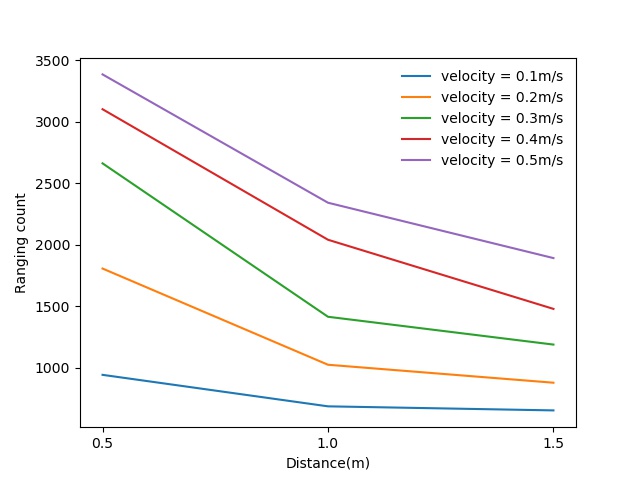 3500
3000
2500
2000
1500
1000
Ranging count
velocity = 0.1m/s
velocity = 0.2m/s
velocity = 0.3m/s
velocity = 0.4m/s
velocity = 0.5m/s
0.5 1.0 1.5
Distance(m)